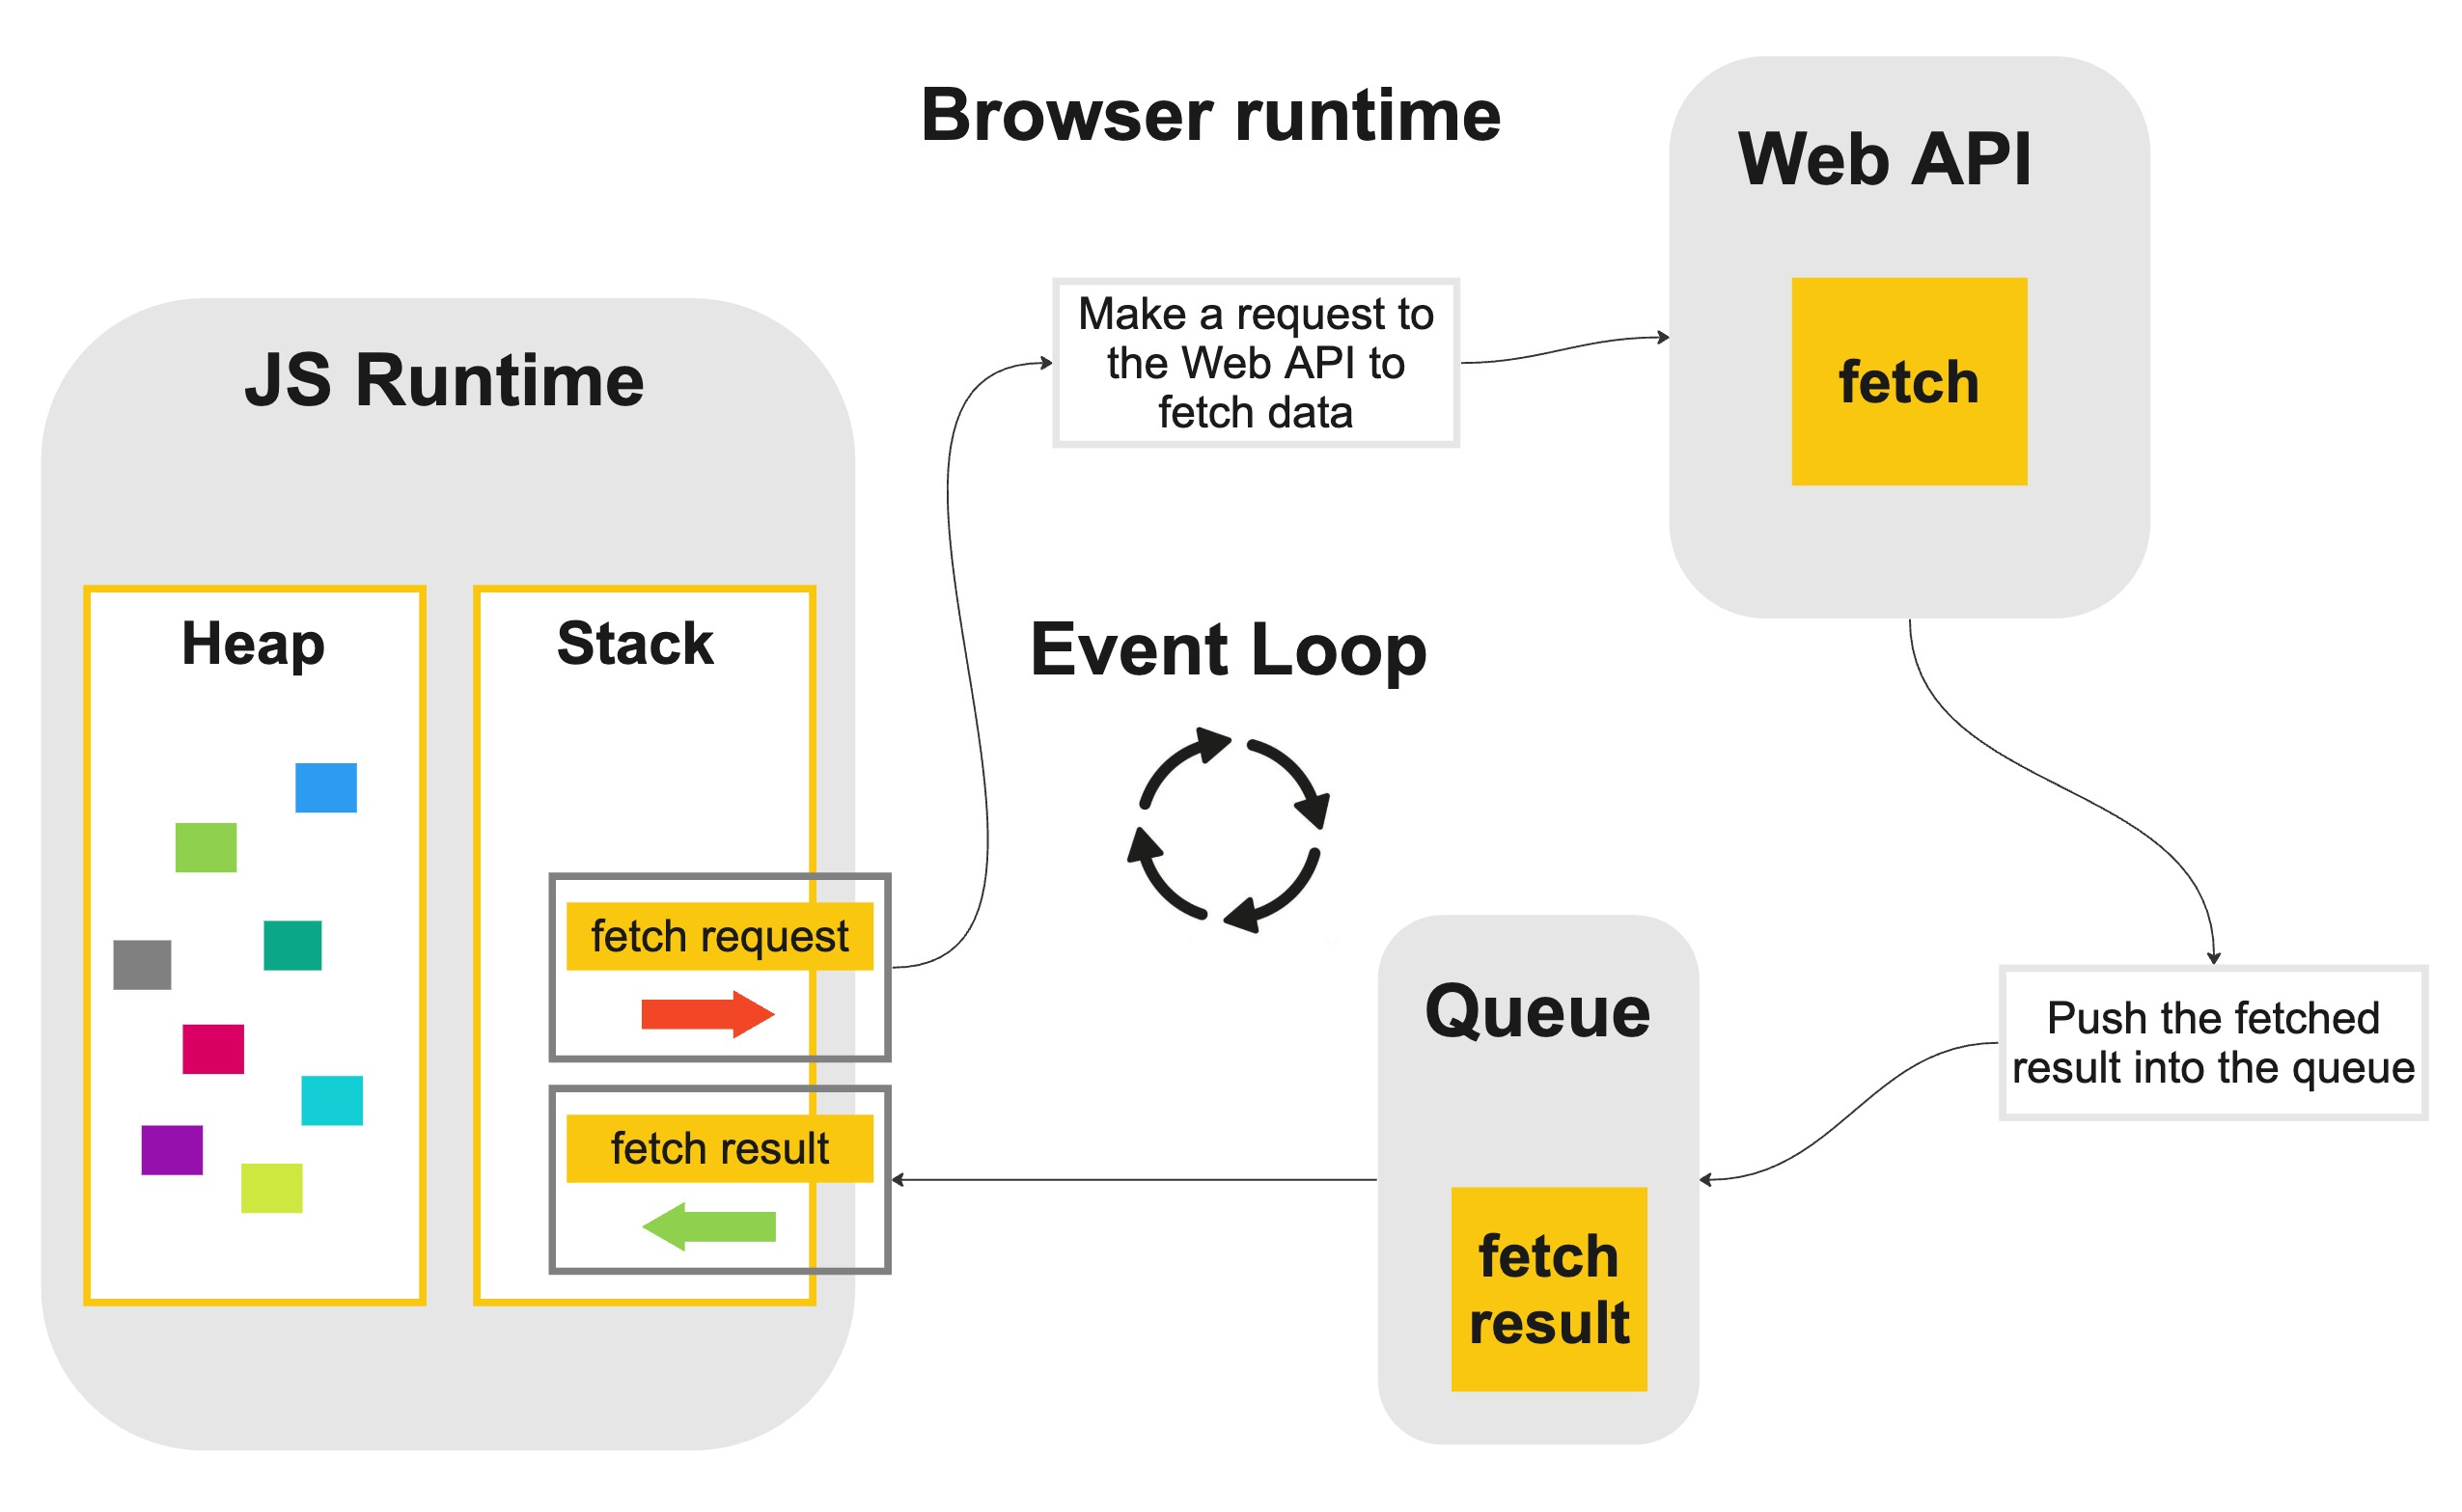 Browser runtime
Web API
fetch
Make a request to
the Web API to
fetch data
JS Runtime
Heap
Stack
fetch request
fetch result
Event Loop
Queue
fetch
result
Push the fetched
result into the queue